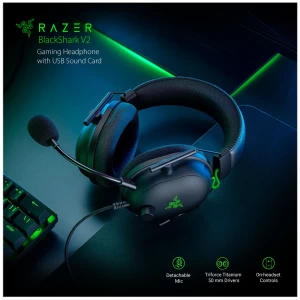 RAZER
BlackShark V2
Gaming Headphone
with USB Sound Card
Detachable
Mic
Triforce Titanium
50 mm Drivers
On-headset
Controls